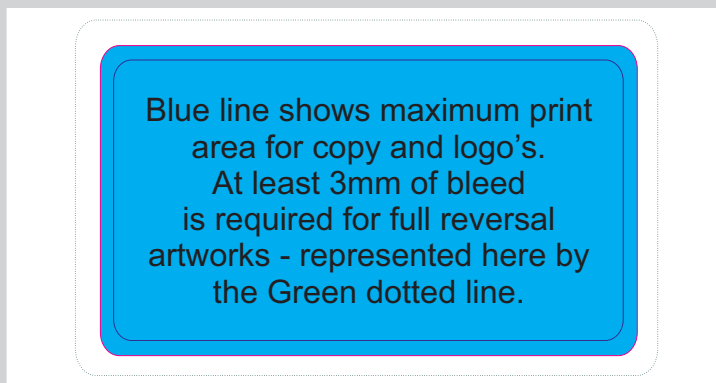 Blue line shows maximum print
area for copy and logo's.
At least 3mm of bleed
is required for full reversal
artworks - represented here by
the Green dotted line.